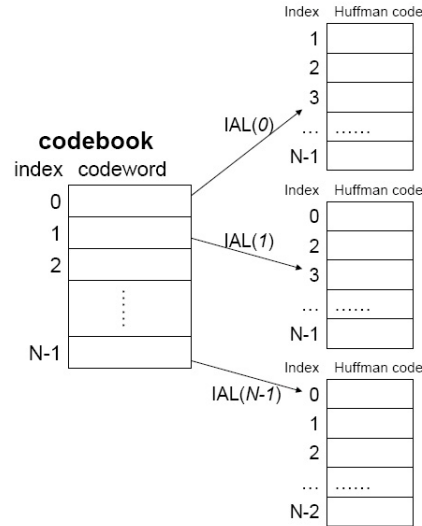 Index Huffman code
1
2
3
... ......
N-1
IAL(0)
codebook
index codeword
0
1
2
......
N-1
IAL(1)
Index Huffman code
0
2
3
... ......
N-1
IAL(N-1)
Index Huffman code
0
1
2
... ......
N-2